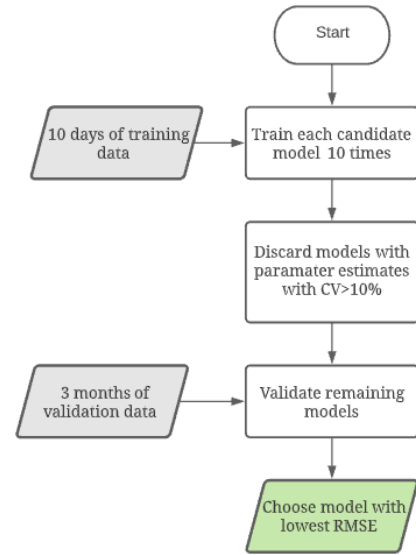 Start
10 days of training
data
Train each candidate
model 10 times
Discard models with
paramater estimates
with CV>10%
3 months of
validation data
Validate remaining
models
Choose model with
lowest RMSE